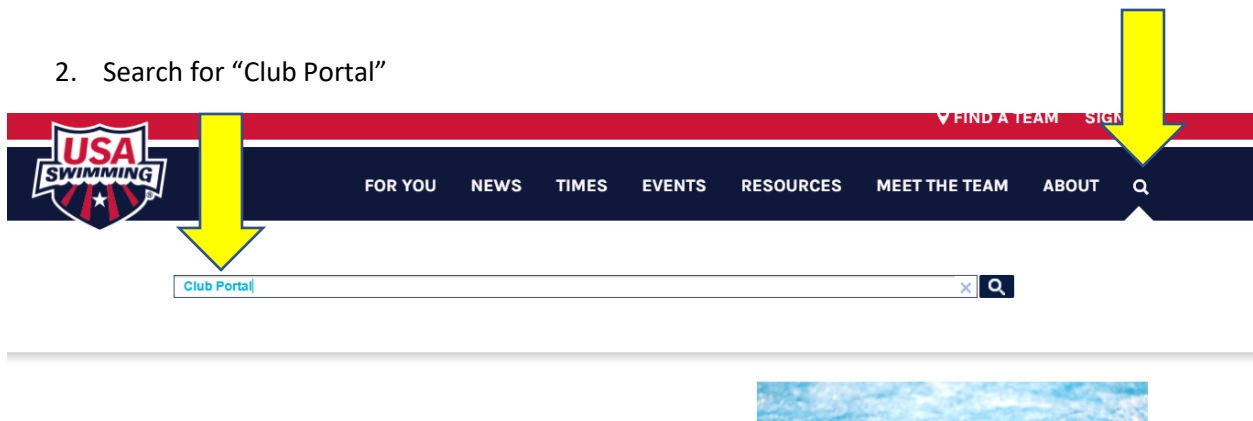 2. Search for “Club Portal”
FIND A TEAM SIGN
USA
SWIMMING
FOR YOU NEWS TIMES EVENTS RESOURCES MEET THE TEAM ABOUT
Club Portal